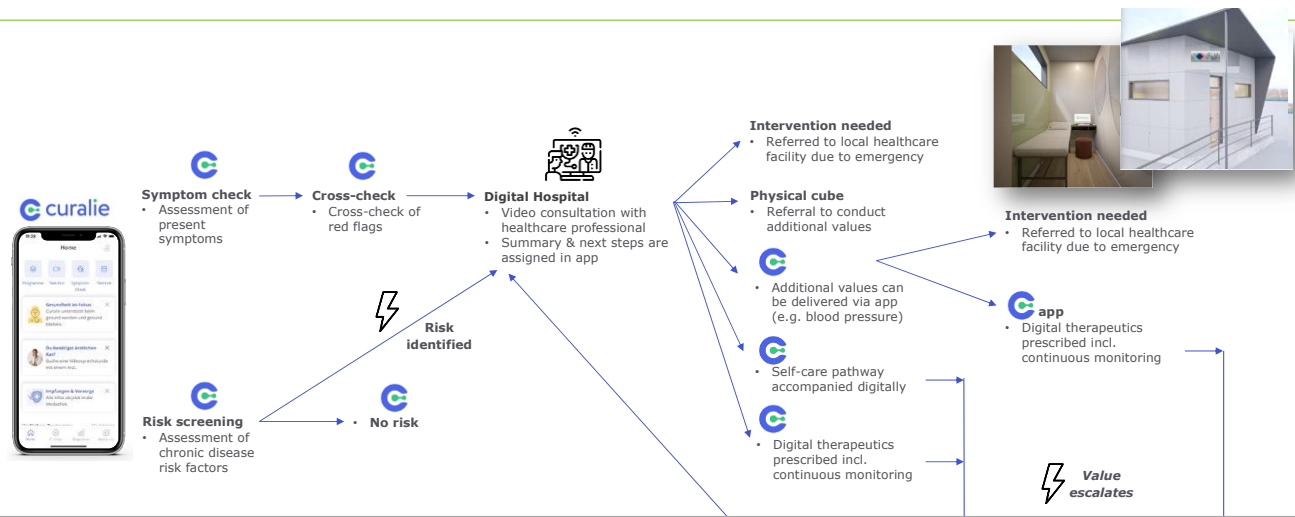 curalie
Home
Gesundheit im Fokus
Symptom check
• Assessment of
present
symptoms
Cross-check
• Cross-check of
red flags
Digital Hospital
• Video consultation with
healthcare professional
• Summary & next steps are
assigned in app
Risk
identified
Risk screening
• Assessment of
chronic disease
risk factors
• No risk
Intervention needed
• Referred to local healthcare
facility due to emergency
Physical cube
• Referral to conduct
additional values
• Additional values can
be delivered via app
(e.g. blood pressure)
• Self-care pathway
accompanied digitally
• Digital therapeutics
prescribed incl.
continuous monitoring
Intervention needed
• Referred to local healthcare
facility due to emergency
app
• Digital therapeutics
prescribed incl.
continuous monitoring
Value
escalates